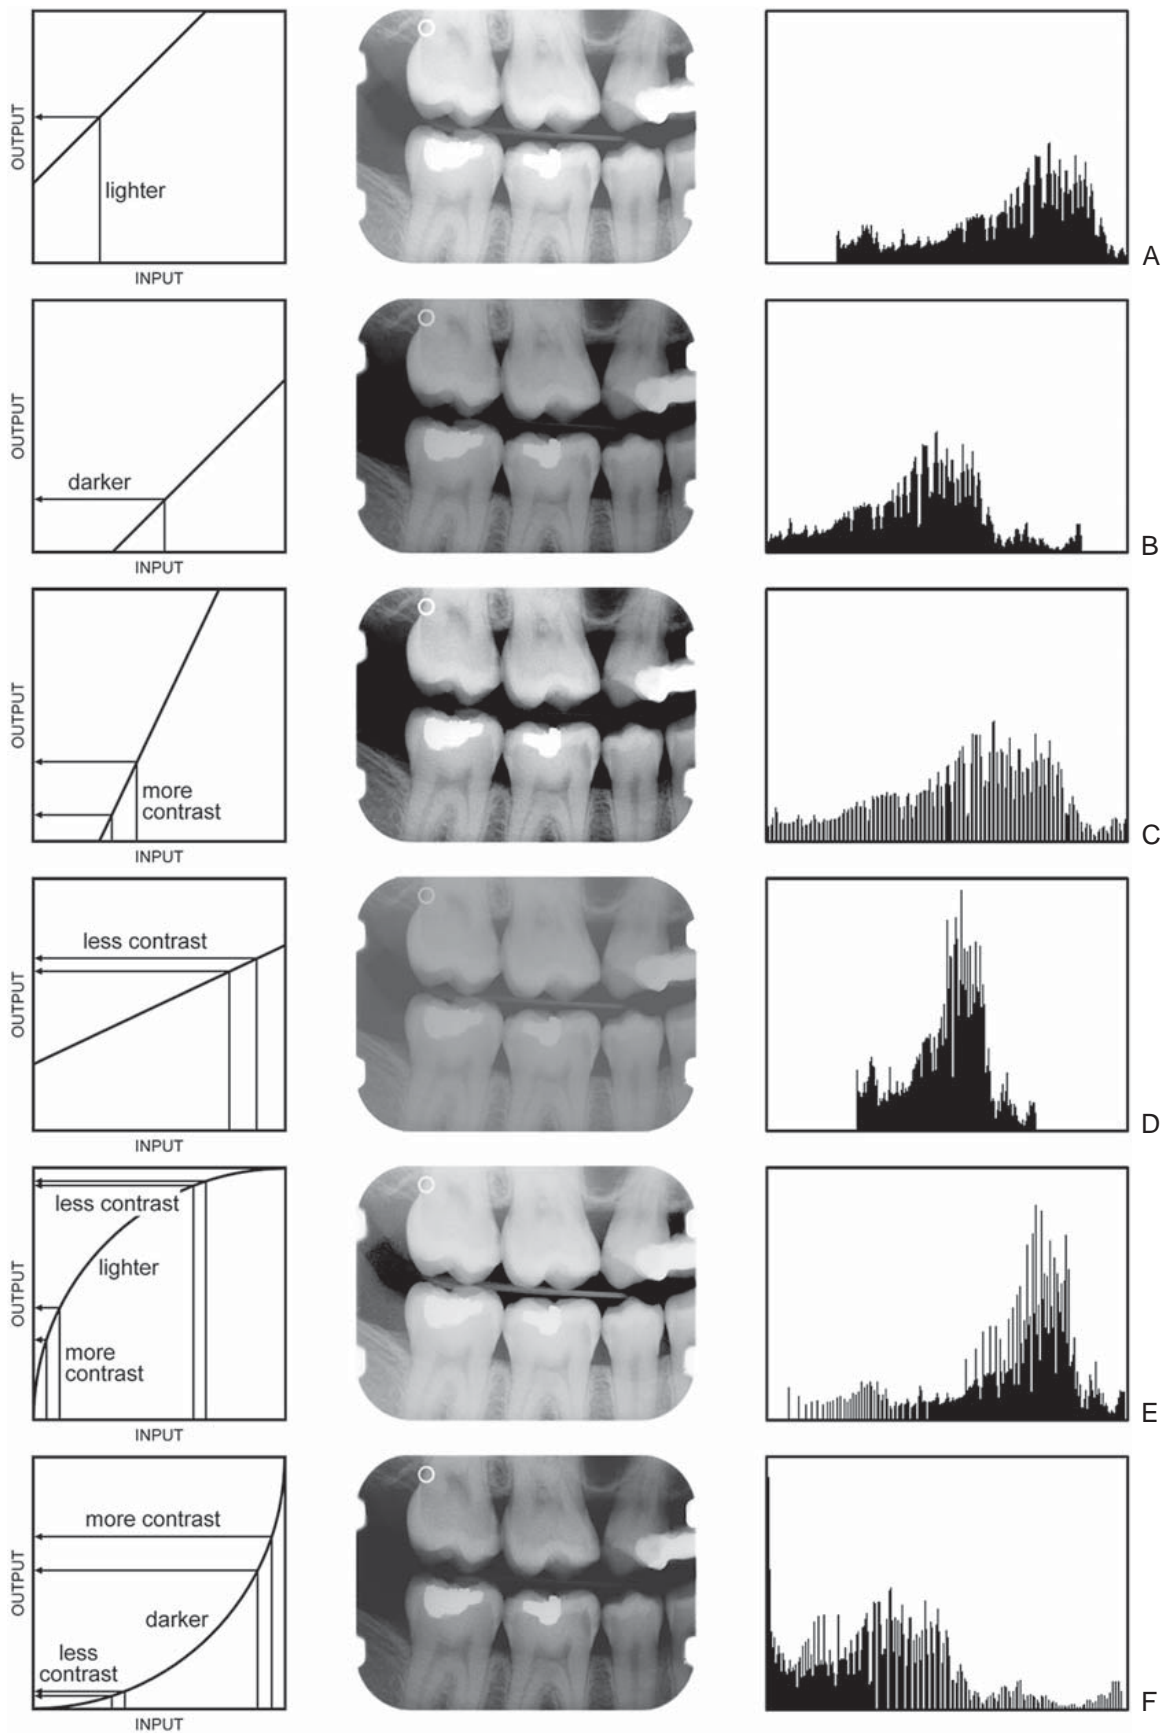 OUTPUT
lighter
INPUT
A
OUTPUT
darker
INPUT
B
OUTPUT
more
contrast
INPUT
C
less contrast
OUTPUT
INPUT
D
less contrast
lighter
OUTPUT
more
contrast
INPUT
E
more contrast
OUTPUT
darker
less
contrast
INPUT
F